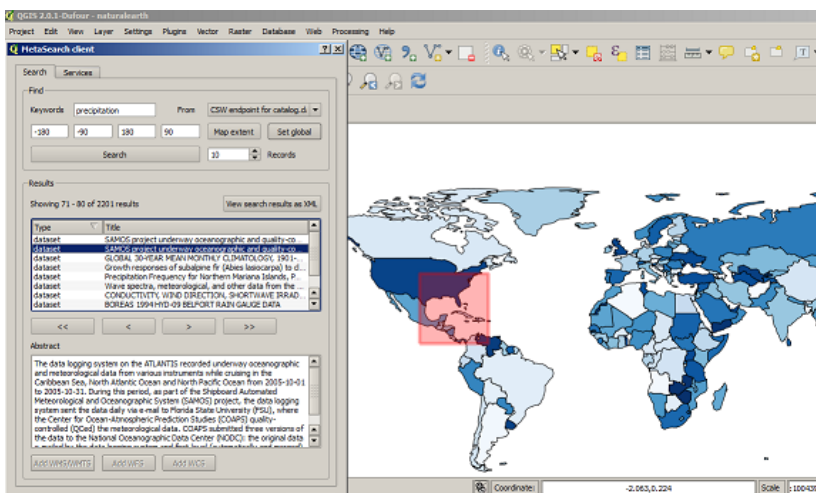 QGIS 2.0.1-Dufour - naturalearth
Project Edit View Layer Settings Plugins Vector Raster Database Web Processing Help
MetaSearch client
Search Services
Find
Keywords precipitation From CSW endpoint for catalog.d
-180 -90 180 90 Map extent Set global
Search 10 Records
Results
Showing 71 - 80 of 2201 results View search results as XML
Type Title
dataset SAMOS project underway oceanographic and quality-co...
dataset SAMOS project underway oceanographic and quality-co...
dataset GLOBAL 30-YEAR MEAN MONTHLY CLIMATOLOGY, 1901-...
dataset Growth responses of subalpine fir (Abies lasiocarpa) to d...
dataset Precipitation Frequency for Northern Mariana Islands, P...
dataset Wave spectra, meteorological, and other data from the ...
dataset CONDUCTIVITY, WIND DIRECTION, SHORTWAVE IRRAD...
dataset BOREAS 1994 HYD-09 BELFORT RAIN GAUGE DATA
<< < > >>
Abstract
The data logging system on the ATLANTIS recorded underway oceanographic
and meteorological data from various instruments while cruising in the
Caribbean Sea, North Atlantic Ocean and North Pacific Ocean from 2005-10-01
to 2005-10-31. During this period, as part of the Shipboard Automated
Meteorological and Oceanographic System (SAMOS) project, the data logging
system sent the data daily via e-mail to Florida State University (FSU), where
the Center for Ocean-Atmospheric Prediction Studies (COAPS) quality-
controlled (QCed) the meteorological data. COAPS submitted three versions of
the data to the National Oceanographic Data Center (NODC): the original data
Add WMS/WMTS Add WFS Add WCS
Coordinate: -2.063,0.224 Scale